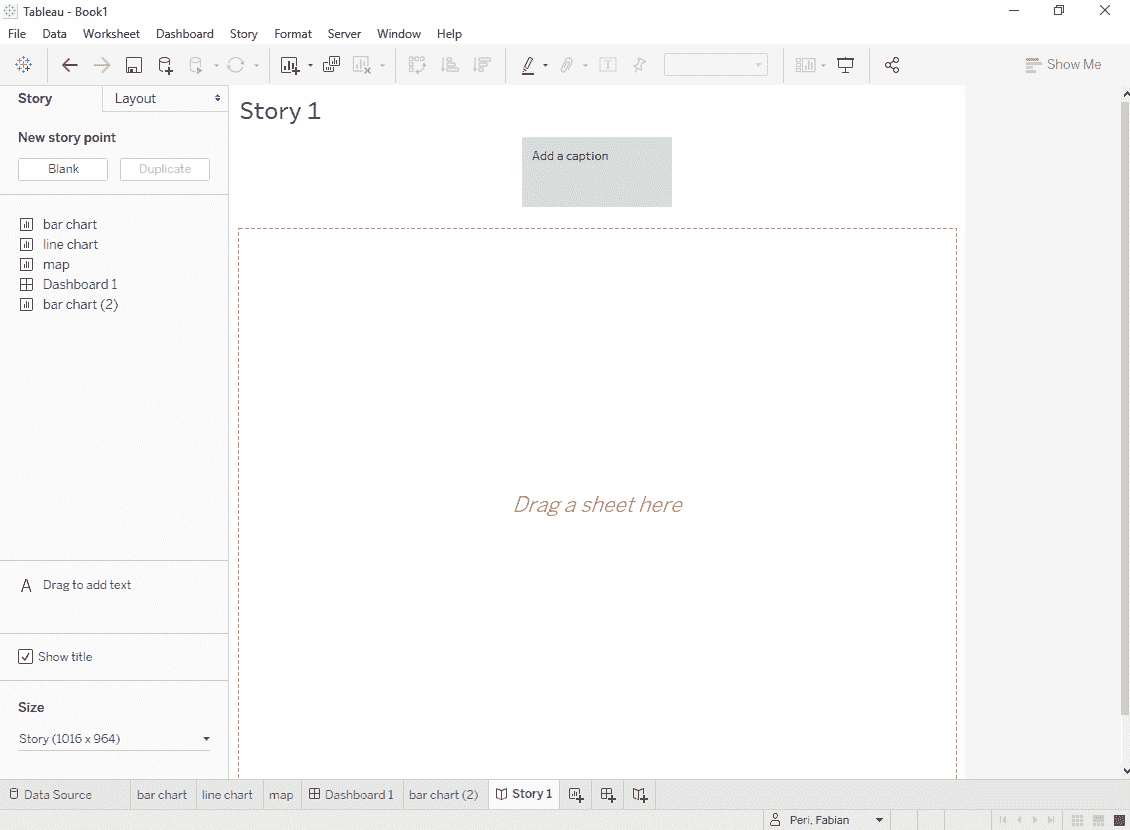 Tableau - Book1
File Data Worksheet Dashboard Story Format Server Window Help
Show Me
Story Layout
New story point
Blank Duplicate
bar chart
line chart
map
Dashboard 1
bar chart (2)
A Drag to add text
Show title
Size
Story (1016 x 964)
Story 1
Add a caption
Drag a sheet here
Data Source bar chart line chart map Dashboard 1 bar chart (2) Story 1
Peri, Fabian